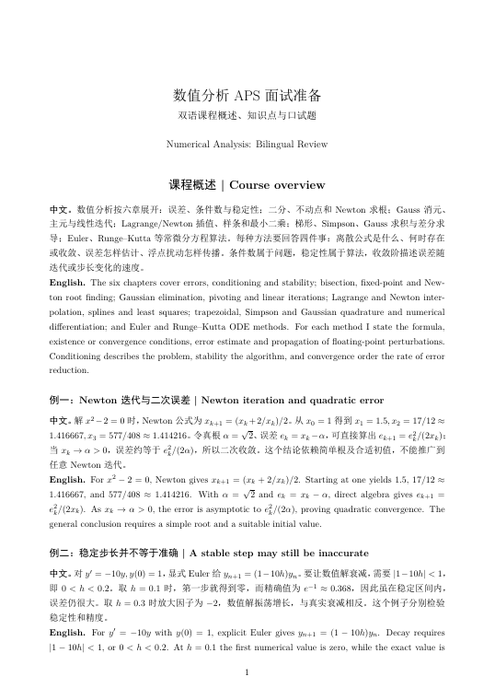 数值分析 APS 面试准备
双语课程概述、知识点与口试题
Numerical Analysis: Bilingual Review
课程概述 | Course overview
中文。数值分析按六章展开：误差、条件数与稳定性；二分、不动点和 Newton 求根；Gauss 消元、
主元与线性迭代；Lagrange/Newton 插值、样条和最小二乘；梯形、Simpson、Gauss 求积与差分求
导；Euler、Runge–Kutta 等常微分方程算法。每种方法要回答四件事：离散公式是什么、何时存在
或收敛、误差怎样估计、浮点扰动怎样传播。条件数属于问题，稳定性属于算法，收敛阶描述误差随
迭代或步长变化的速度。
English. The six chapters cover errors, conditioning and stability; bisection, fixed-point and New-
ton root finding; Gaussian elimination, pivoting and linear iterations; Lagrange and Newton inter-
polation, splines and least squares; trapezoidal, Simpson and Gaussian quadrature and numerical
differentiation; and Euler and Runge–Kutta ODE methods. For each method I state the formula,
existence or convergence conditions, error estimate and propagation of floating-point perturbations.
Conditioning describes the problem, stability the algorithm, and convergence order the rate of error
reduction.
例一：Newton 迭代与二次误差 | Newton iteration and quadratic error
中文。解 x² − 2 = 0 时，Newton 公式为 xₖ₊₁ = (xₖ + 2/xₖ)/2。从 x₀ = 1 得到 x₁ = 1.5, x₂ = 17/12 ≈
1.416667, x₃ = 577/408 ≈ 1.414216。令真根 α = √2、误差 eₖ = xₖ − α，可直接算出 eₖ₊₁ = eₖ²/(2xₖ)；
当 xₖ → α > 0，误差约等于 eₖ²/(2α)，所以二次收敛。这个结论依赖简单根及合适初值，不能推广到
任意 Newton 迭代。
English. For x² − 2 = 0, Newton gives xₖ₊₁ = (xₖ + 2/xₖ)/2. Starting at one yields 1.5, 17/12 ≈
1.416667, and 577/408 ≈ 1.414216. With α = √2 and eₖ = xₖ − α, direct algebra gives eₖ₊₁ =
eₖ²/(2xₖ). As xₖ → α > 0, the error is asymptotic to eₖ²/(2α), proving quadratic convergence. The
general conclusion requires a simple root and a suitable initial value.
例二：稳定步长并不等于准确 | A stable step may still be inaccurate
中文。对 y′ = −10y, y(0) = 1，显式 Euler 给 yₙ₊₁ = (1−10h)yₙ。要让数值解衰减，需要 |1−10h| < 1，
即 0 < h < 0.2。取 h = 0.1 时，第一步就得到零，而精确值为 e⁻¹ ≈ 0.368，因此虽在稳定区间内，
误差仍很大。取 h = 0.3 时放大因子为 −2，数值解振荡增长，与真实衰减相反。这个例子分别检验
稳定性和精度。
English. For y′ = −10y with y(0) = 1, explicit Euler gives yₙ₊₁ = (1 − 10h)yₙ. Decay requires
|1 − 10h| < 1, or 0 < h < 0.2. At h = 0.1 the first numerical value is zero, while the exact value is
1